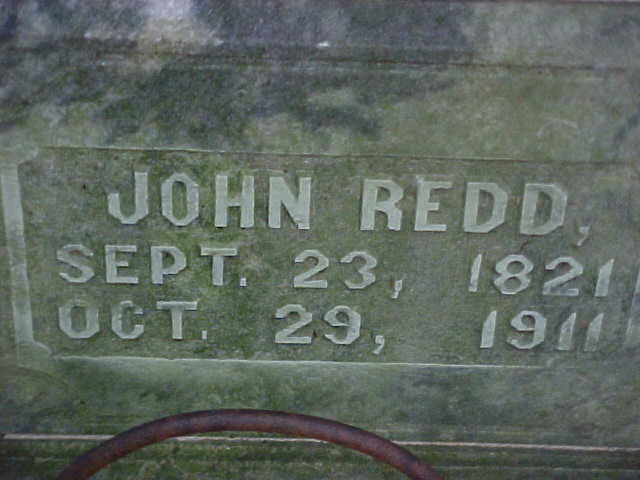 JOHN REDD,
SEPT. 23, 1821
OCT. 29, 1911